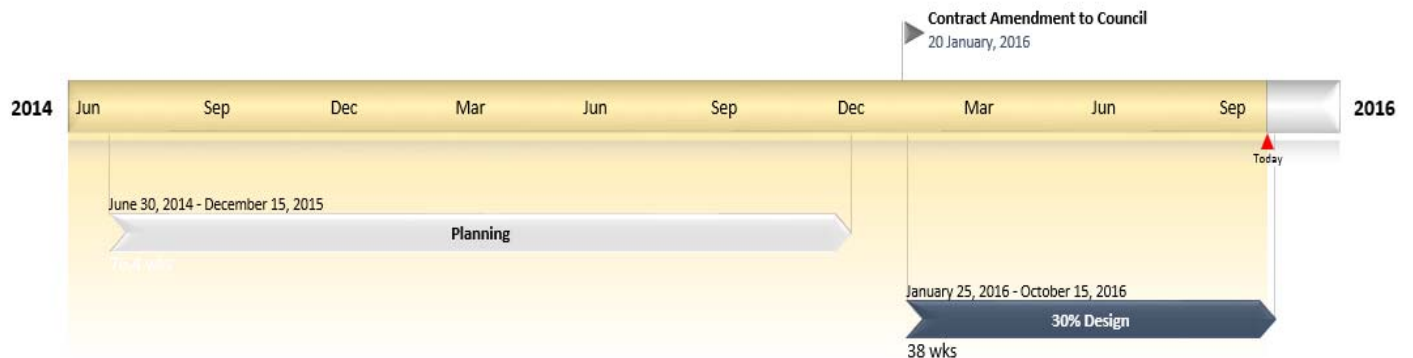 Contract Amendment to Council
20 January, 2016
2014 Jun Sep Dec Mar Jun Sep Dec Mar Jun Sep 2016
Today
June 30, 2014 - December 15, 2015
Planning
wks
January 25, 2016 - October 15, 2016
30% Design
38 wks